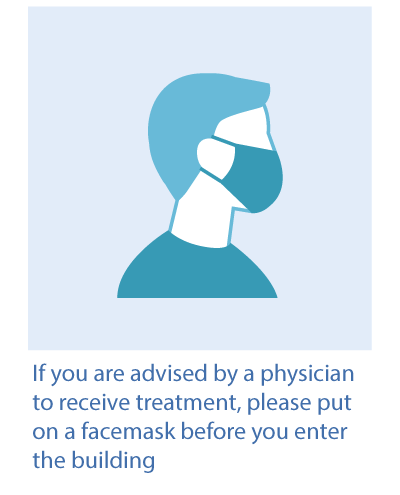 If you are advised by a physician
to receive treatment, please put
on a facemask before you enter
the building